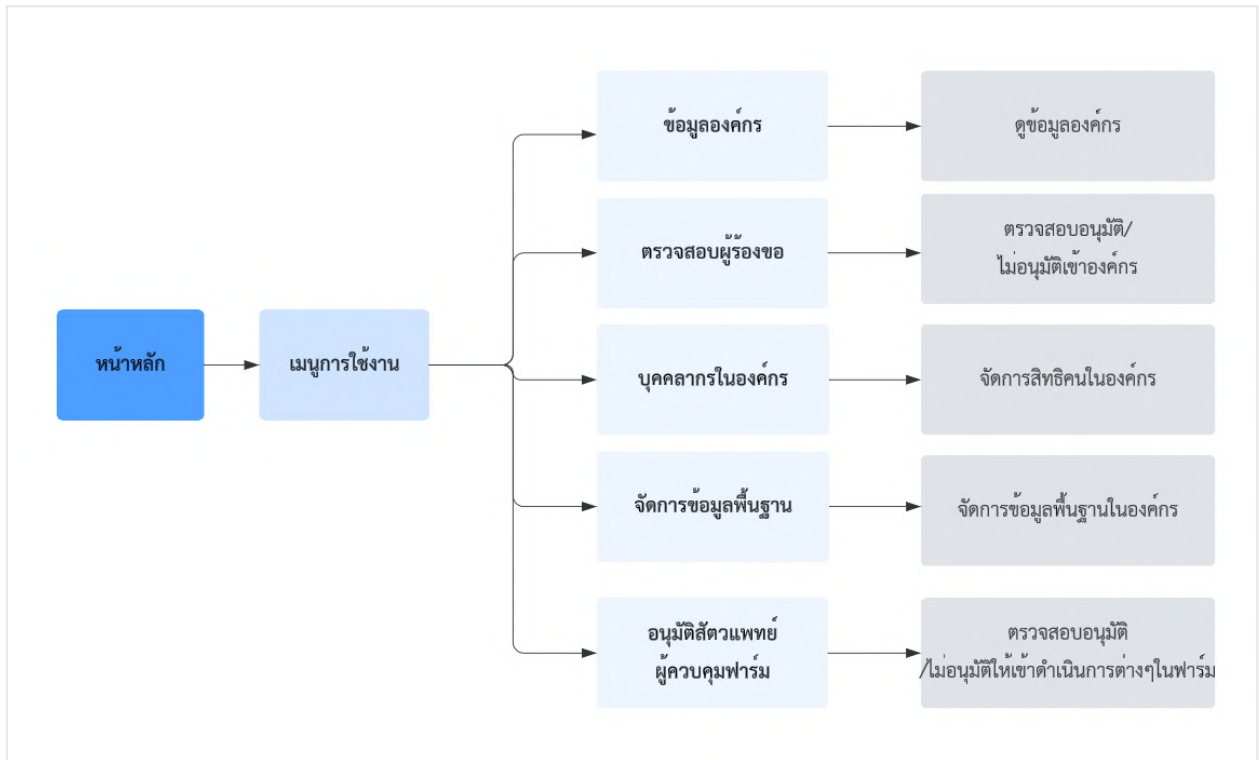 หน้าหลัก
เมนูการใช้งาน
ข้อมูลองค์กร
ดูข้อมูลองค์กร
ตรวจสอบผู้ร้องขอ
ตรวจสอบอนุมัติ/
ไม่อนุมัติเข้าองค์กร
บุคคลากรในองค์กร
จัดการสิทธิคนในองค์กร
จัดการข้อมูลพื้นฐาน
จัดการข้อมูลพื้นฐานในองค์กร
อนุมัติสัตวแพทย์
ผู้ควบคุมฟาร์ม
ตรวจสอบอนุมัติ
/ไม่อนุมัติให้เข้าดำเนินการต่างๆในฟาร์ม